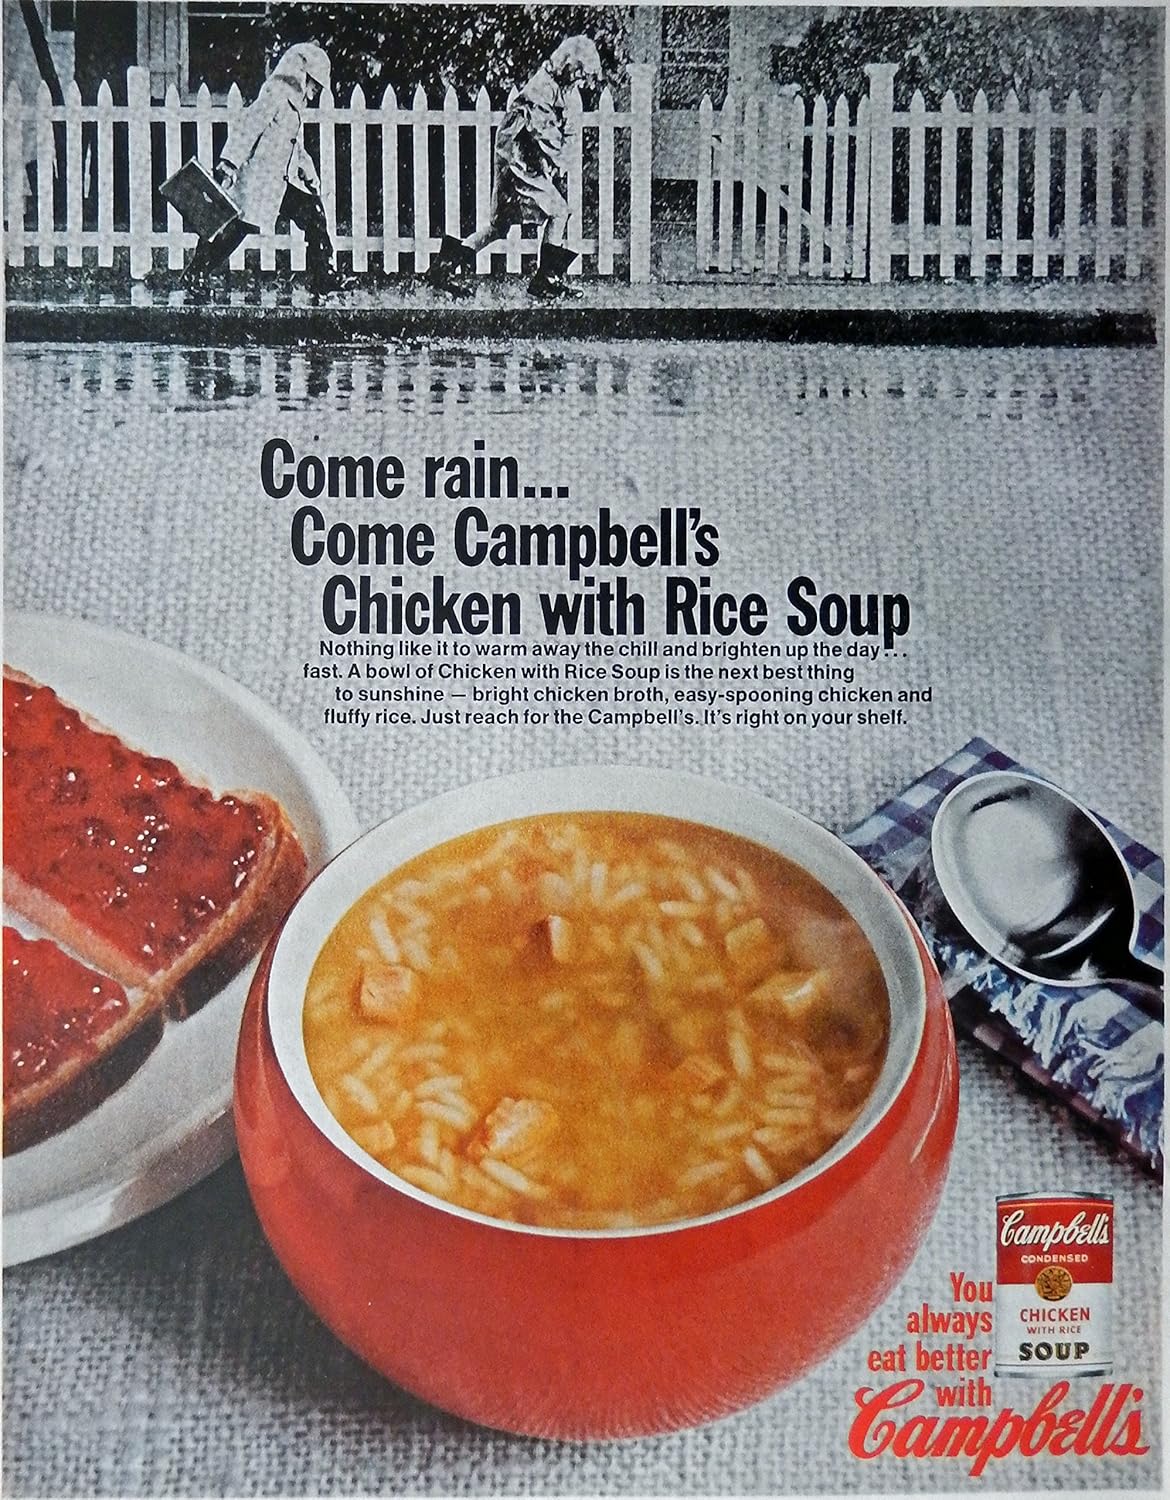 Come rain...
Come Campbell's
Chicken with Rice Soup
Nothing like it to warm away the chill and brighten up the day...
fast. A bowl of Chicken with Rice Soup is the next best thing
to sunshine — bright chicken broth, easy-spooning chicken and
fluffy rice. Just reach for the Campbell's. It's right on your shelf.
Campbell's
CONDENSED
CHICKEN
WITH RICE
SOUP
You
always
eat better
with
Campbell's